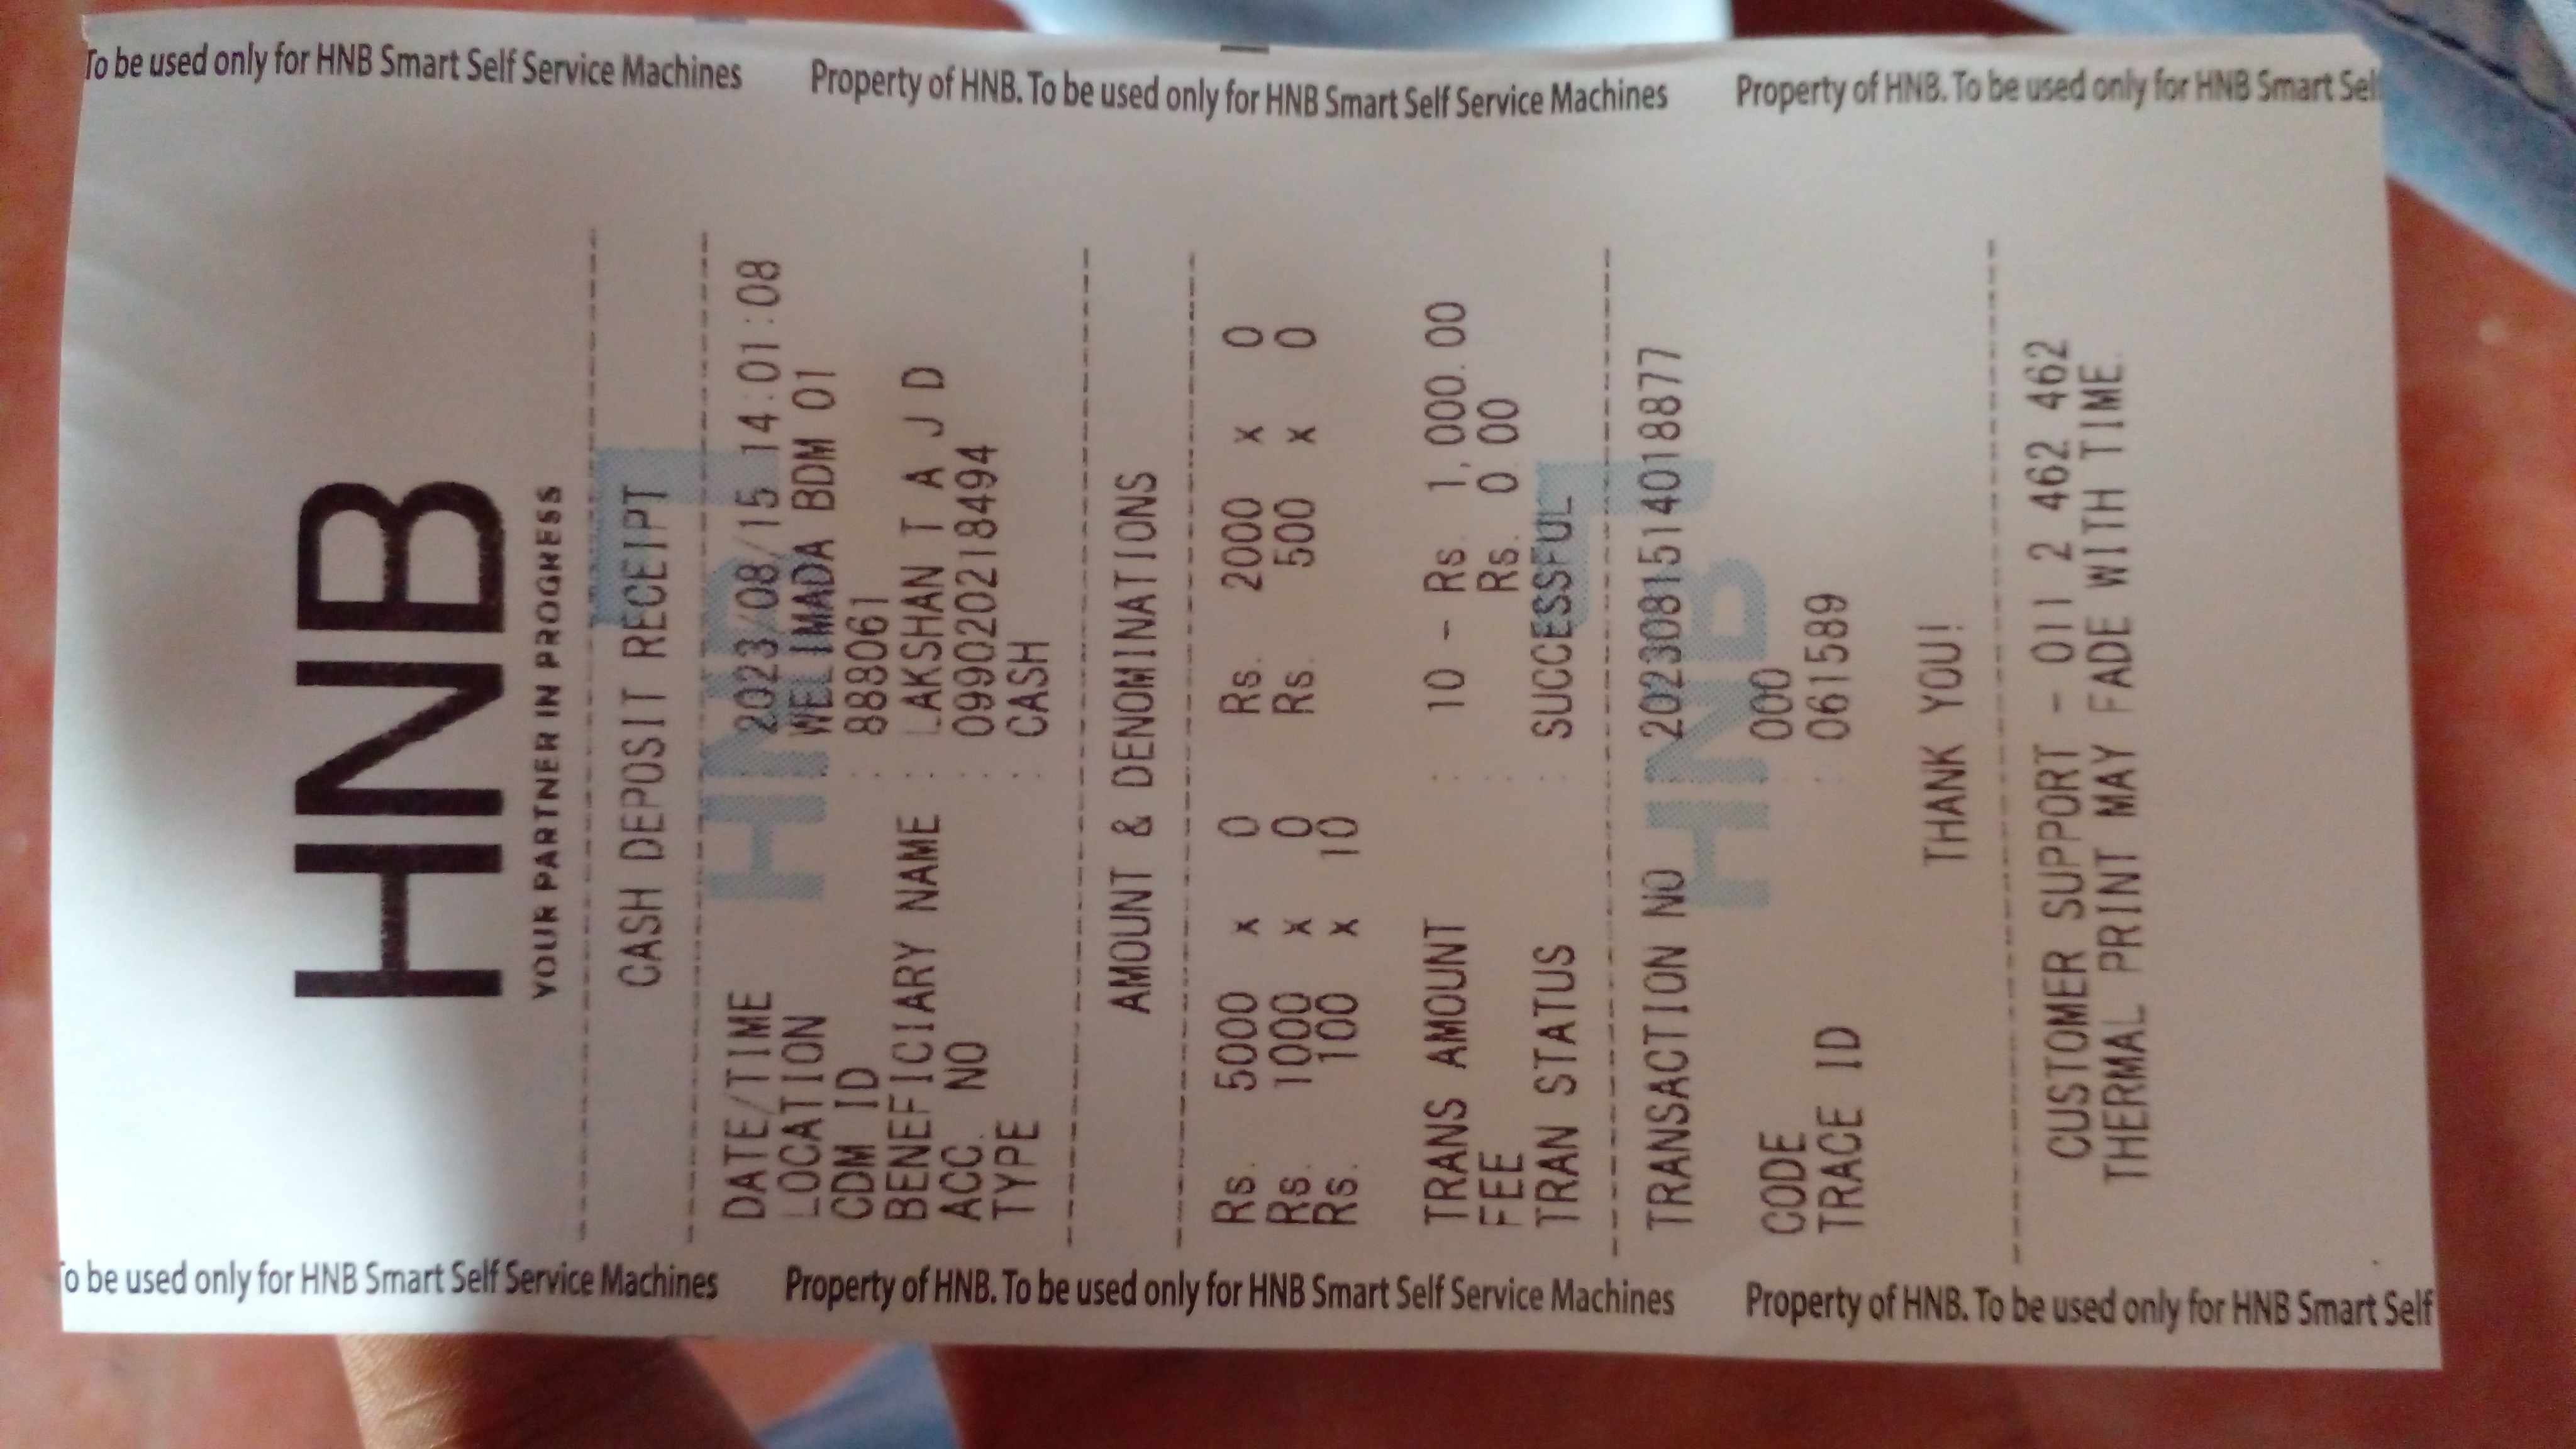 To be used only for HNB Smart Self Service Machines Property of HNB. To be used only for HNB Smart Self Service Machines Property of HNB. To be used only for HNB Smart Sel
HNB
YOUR PARTNER IN PROGRESS
CASH DEPOSIT RECEIPT
DATE/TIME : 2023/08/15 14:01:08
LOCATION : WELIMADA BDM 01
CDM ID : 888061
BENEFICIARY NAME : LAKSHAN T A J D
ACC. NO : 099020218494
TYPE : CASH
AMOUNT & DENOMINATIONS
Rs. 5000 x 0 Rs. 2000 x 0
Rs. 1000 x 0 Rs. 500 x 0
Rs. 100 x 10
TRANS AMOUNT : 10 - Rs. 1,000.00
FEE : Rs. 0.00
TRAN STATUS : SUCCESSFUL
TRANSACTION NO : 2023081514018877
CODE : 000
TRACE ID : 061589
THANK YOU!
CUSTOMER SUPPORT - 011 2 462 462
THERMAL PRINT MAY FADE WITH TIME.
HNB
HNB
To be used only for HNB Smart Self Service Machines Property of HNB. To be used only for HNB Smart Self Service Machines Property of HNB. To be used only for HNB Smart Self